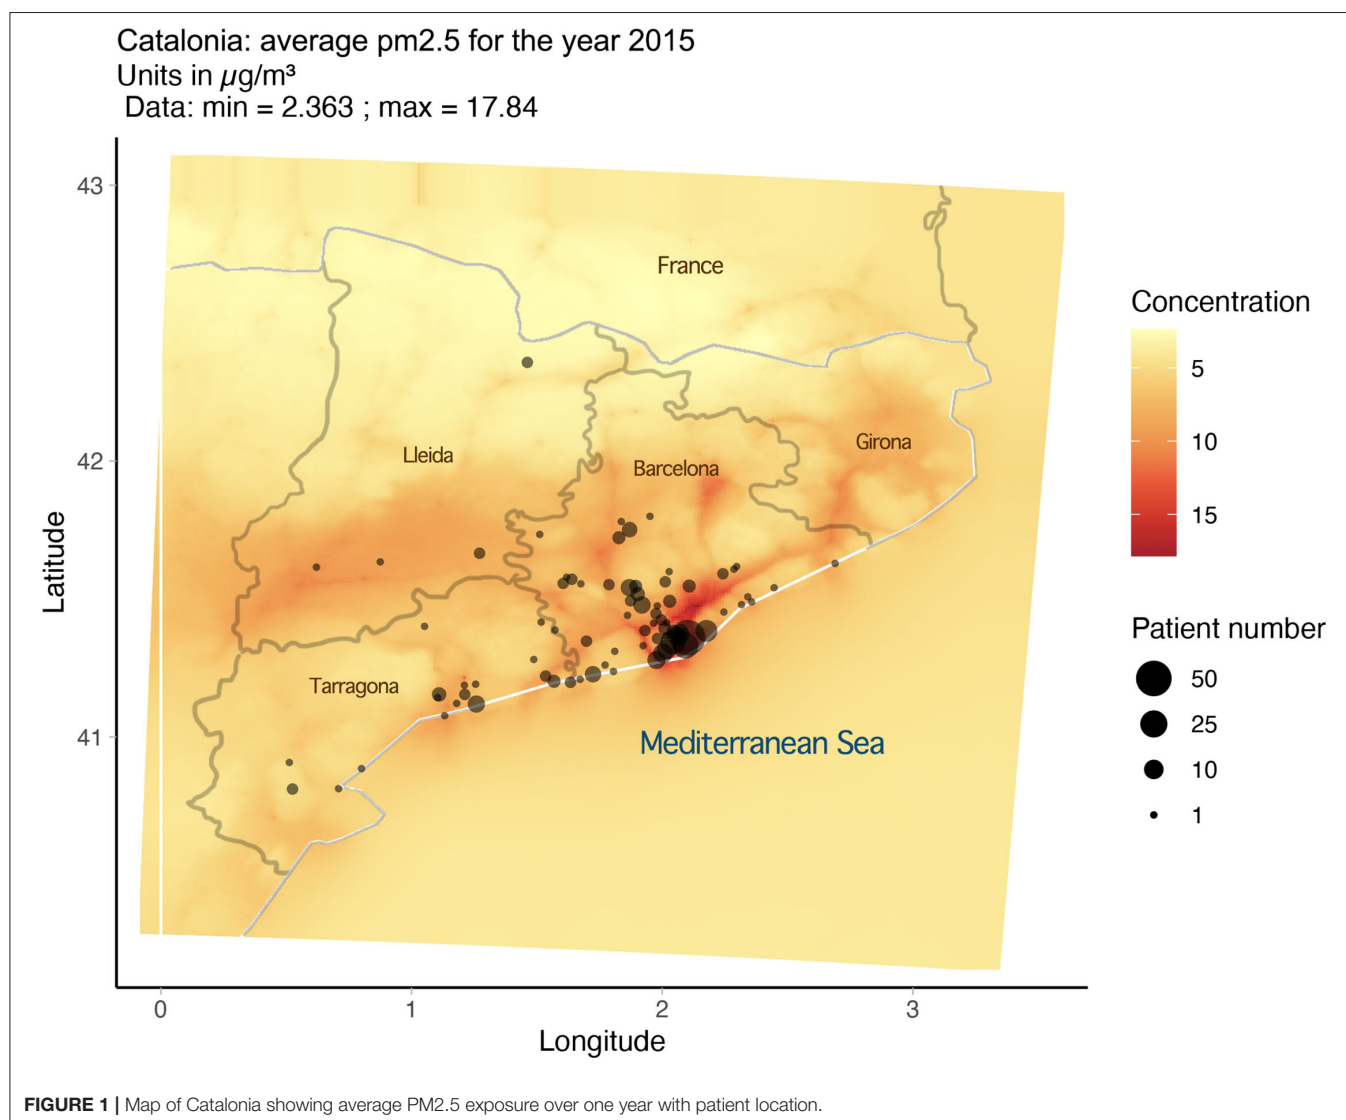 Catalonia: average pm2.5 for the year 2015
Units in μg/m³
Data: min = 2.363 ; max = 17.84
43
42
41
Latitude
France
Lleida
Barcelona
Girona
Tarragona
Mediterranean Sea
0
1
2
3
Longitude
Concentration
5
10
15
Patient number
50
25
10
1
FIGURE 1 | Map of Catalonia showing average PM2.5 exposure over one year with patient location.